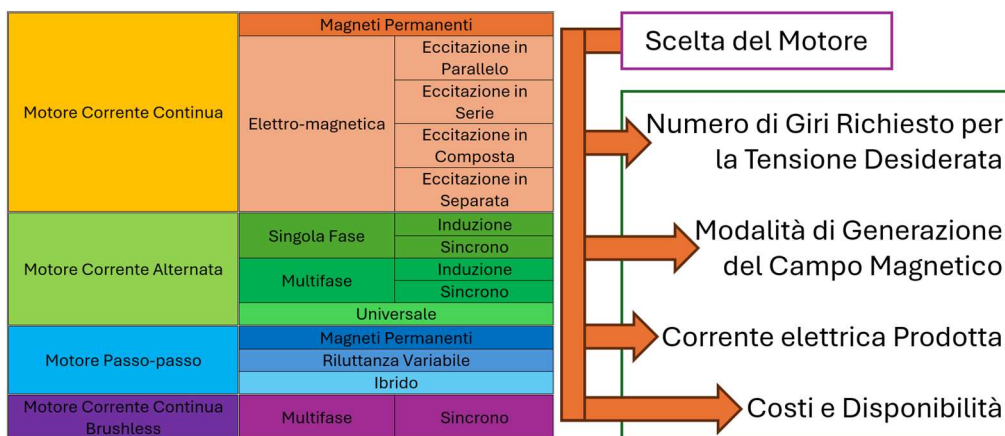 Motore Corrente Continua
Magneti Permanenti
Elettro-magnetica
Eccitazione in
Parallelo
Eccitazione in
Serie
Eccitazione in
Composta
Eccitazione in
Separata
Motore Corrente Alternata
Singola Fase
Induzione
Sincrono
Multifase
Induzione
Sincrono
Universale
Motore Passo-passo
Magneti Permanenti
Riluttanza Variabile
Ibrido
Motore Corrente Continua
Brushless
Multifase
Sincrono
Scelta del Motore
Numero di Giri Richiesto per
la Tensione Desiderata
Modalità di Generazione
del Campo Magnetico
Corrente elettrica Prodotta
Costi e Disponibilità